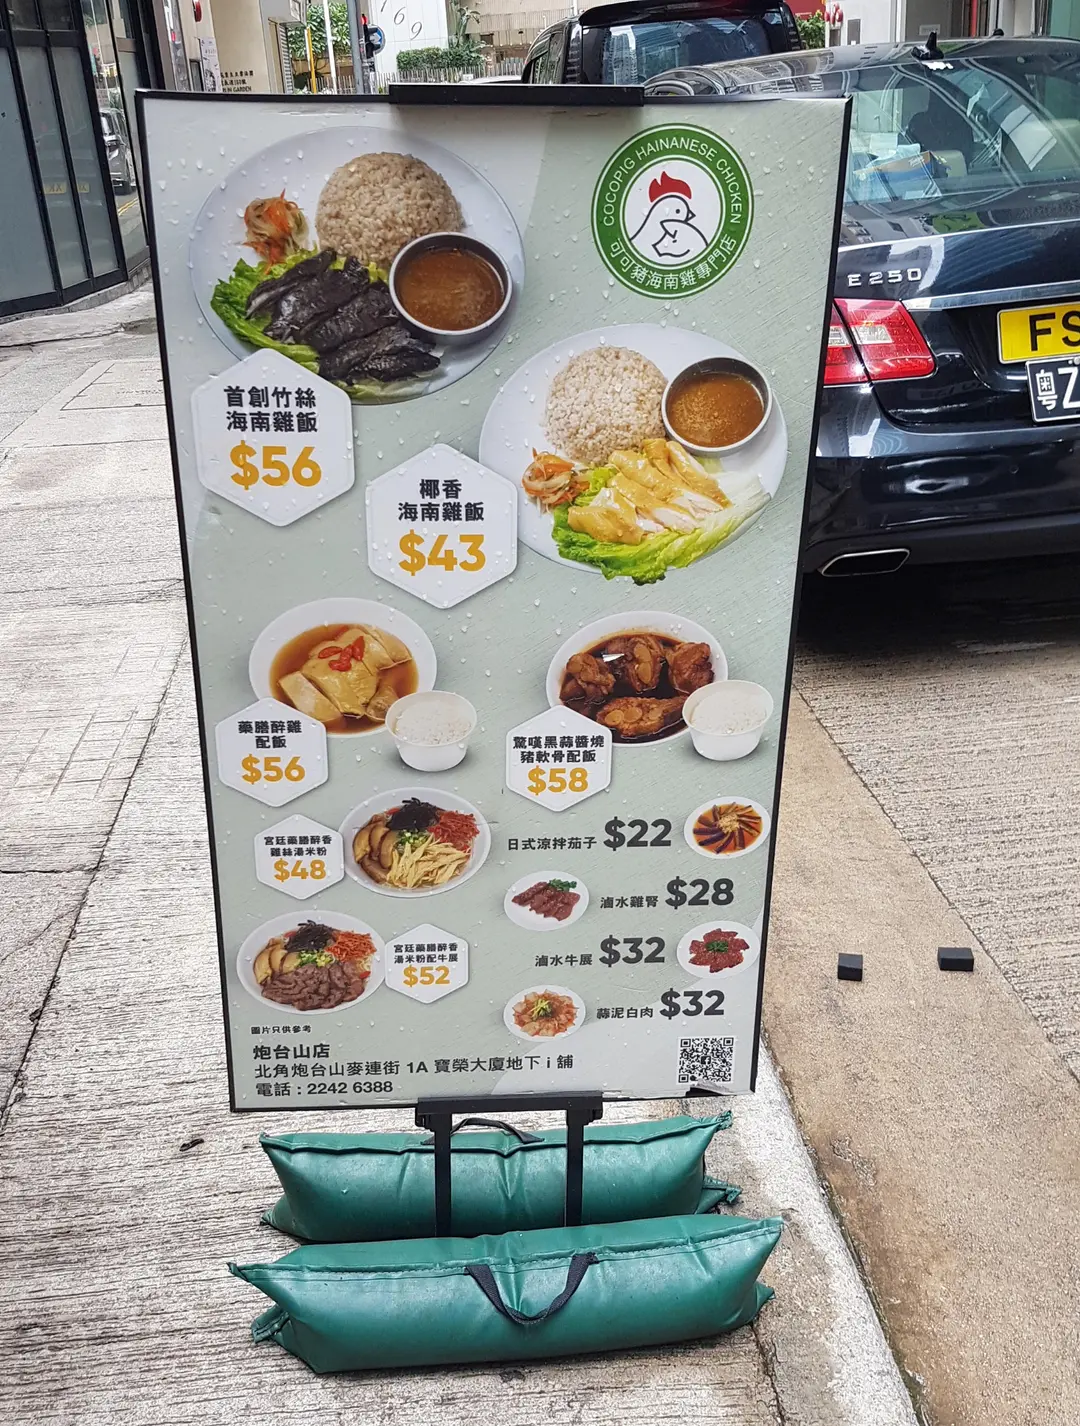 169
COCOPIG HAINANESE CHICKEN
可可豬海南雞專門店
E 250
FS
粵Z
首創竹絲
海南雞飯
$56
椰香
海南雞飯
$43
藥膳醉雞
配飯
$56
驚嘆黑蒜醬燒
豬軟骨配飯
$58
宮廷藥膳醉香
雞絲湯米粉
$48
日式涼拌茄子 $22
滷水雞腎 $28
宮廷藥膳醉香
湯米粉配牛展
$52
滷水牛展 $32
蒜泥白肉 $32
圖片只供參考
炮台山店
北角炮台山麥連街 1A 寶榮大廈地下 i 舖
電話 : 2242 6388